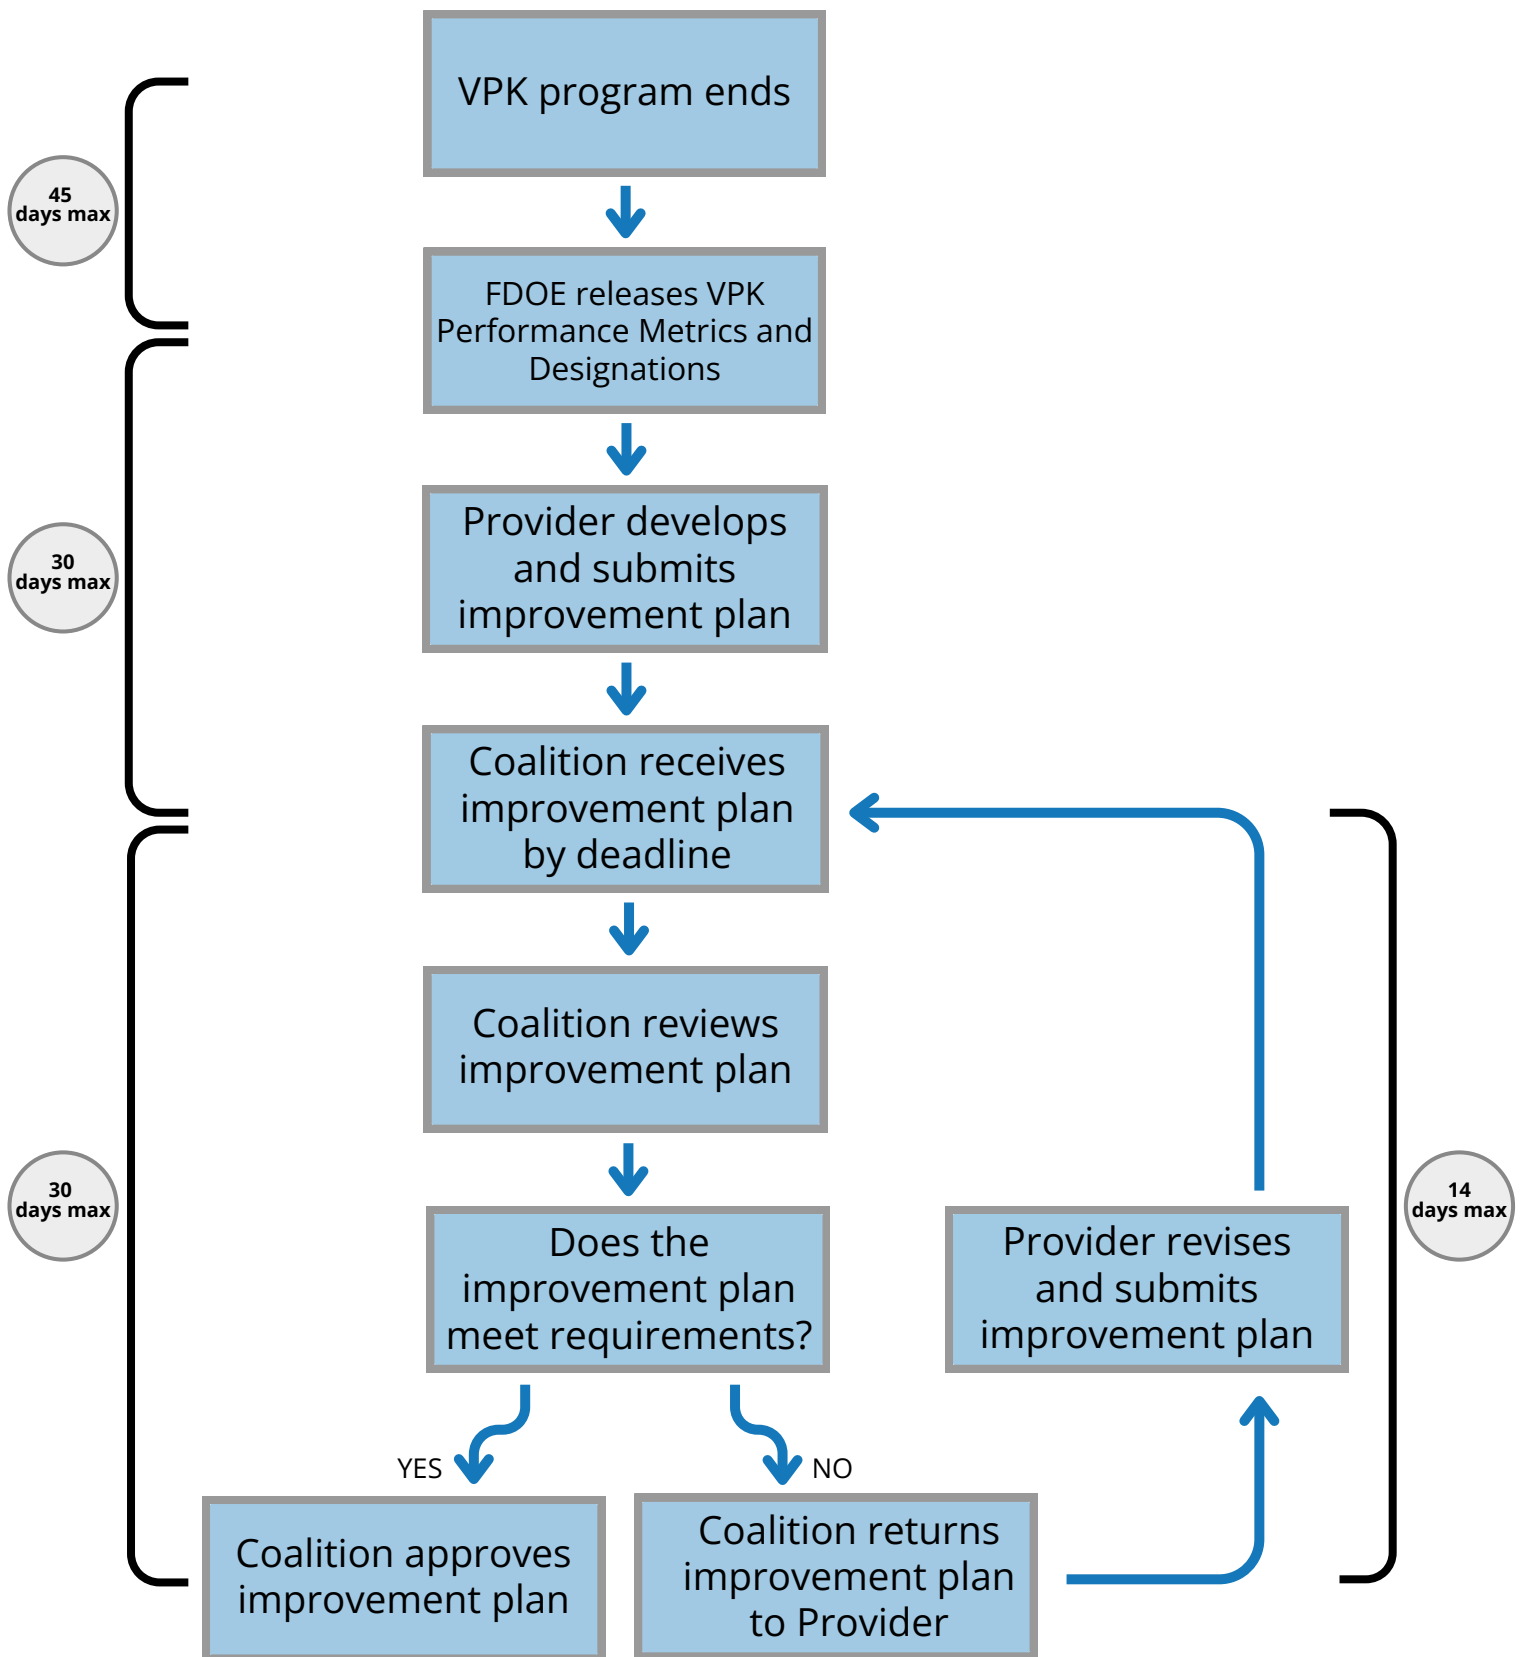 VPK program ends
45
days max
FDOE releases VPK
Performance Metrics and
Designations
Provider develops
and submits
improvement plan
30
days max
Coalition receives
improvement plan
by deadline
Coalition reviews
improvement plan
Does the
improvement plan
meet requirements?
Provider revises
and submits
improvement plan
30
days max
14
days max
YES
NO
Coalition approves
improvement plan
Coalition returns
improvement plan
to Provider